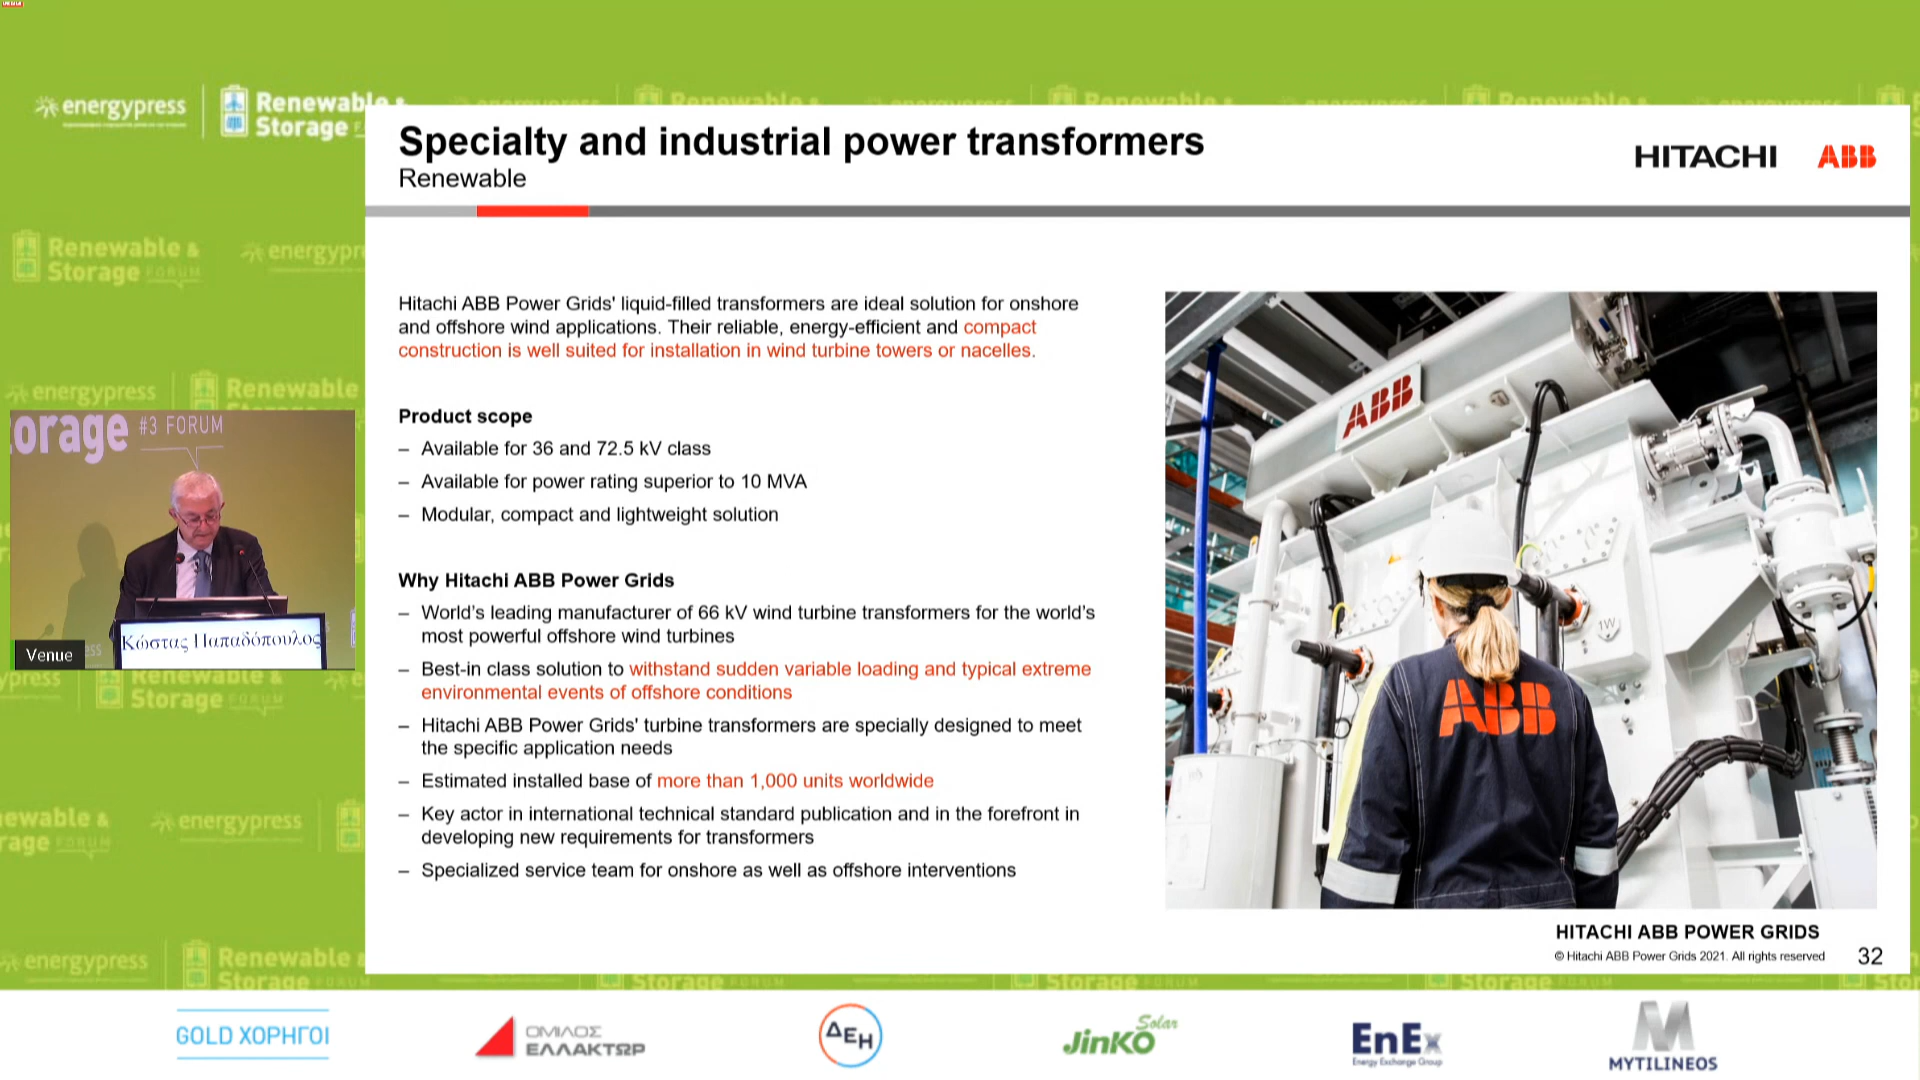 energypress
Renewable &
Storage
Specialty and industrial power transformers
Renewable
HITACHI ABB
Hitachi ABB Power Grids' liquid-filled transformers are ideal solution for onshore
and offshore wind applications. Their reliable, energy-efficient and compact
construction is well suited for installation in wind turbine towers or nacelles.
Product scope
– Available for 36 and 72.5 kV class
– Available for power rating superior to 10 MVA
– Modular, compact and lightweight solution
Why Hitachi ABB Power Grids
– World's leading manufacturer of 66 kV wind turbine transformers for the world's
most powerful offshore wind turbines
– Best-in class solution to withstand sudden variable loading and typical extreme
environmental events of offshore conditions
– Hitachi ABB Power Grids' turbine transformers are specially designed to meet
the specific application needs
– Estimated installed base of more than 1,000 units worldwide
– Key actor in international technical standard publication and in the forefront in
developing new requirements for transformers
– Specialized service team for onshore as well as offshore interventions
ABB
1W
ABB
HITACHI ABB POWER GRIDS
© Hitachi ABB Power Grids 2021. All rights reserved
32
Renewable &
Storage FORUM
energypress
Renewable
orage #3 FORUM
Κώστας Παπαδόπουλος
Venue
Storage FORUM
energypress
energypress
Renewable &
Storage FORUM
GOLD ΧΟΡΗΓΟΙ
ΟΜΙΛΟΣ
ΕΛΛΑΚΤΩΡ
ΔΕΗ
JinKO Solar
EnEx
Energy Exchange Group
MYTILINEOS